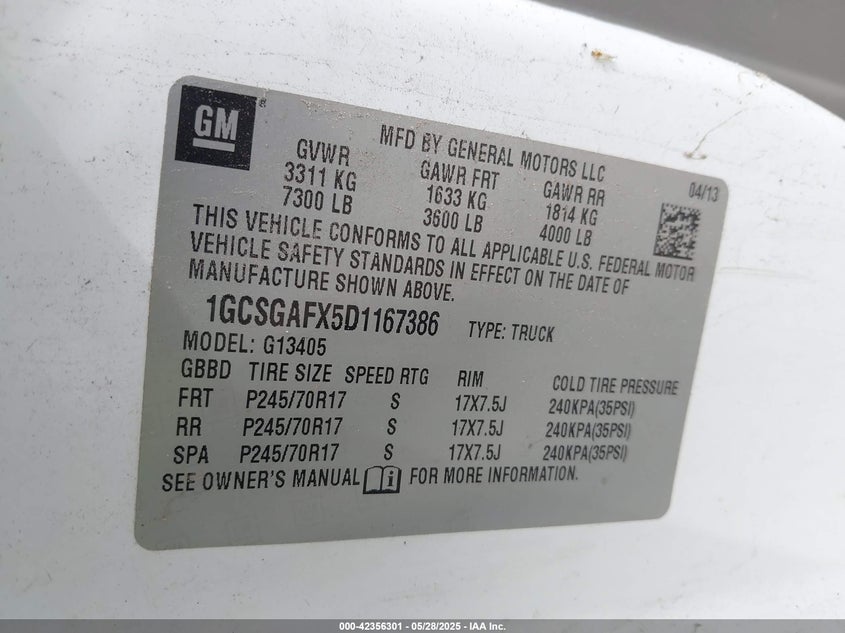 GM
®
MFD BY GENERAL MOTORS LLC
04/13
GVWR GAWR FRT GAWR RR
3311 KG 1633 KG 1814 KG
7300 LB 3600 LB 4000 LB
THIS VEHICLE CONFORMS TO ALL APPLICABLE U.S. FEDERAL MOTOR
VEHICLE SAFETY STANDARDS IN EFFECT ON THE DATE OF
MANUFACTURE SHOWN ABOVE.
1GCSGAFX5D1167386 TYPE: TRUCK
MODEL: G13405
GBBD TIRE SIZE SPEED RTG RIM COLD TIRE PRESSURE
FRT P245/70R17 S 17X7.5J 240KPA(35PSI)
RR P245/70R17 S 17X7.5J 240KPA(35PSI)
SPA P245/70R17 S 17X7.5J 240KPA(35PSI)
SEE OWNER'S MANUAL i FOR MORE INFORMATION.
000-42356301 - 05/28/2025 - IAA Inc.